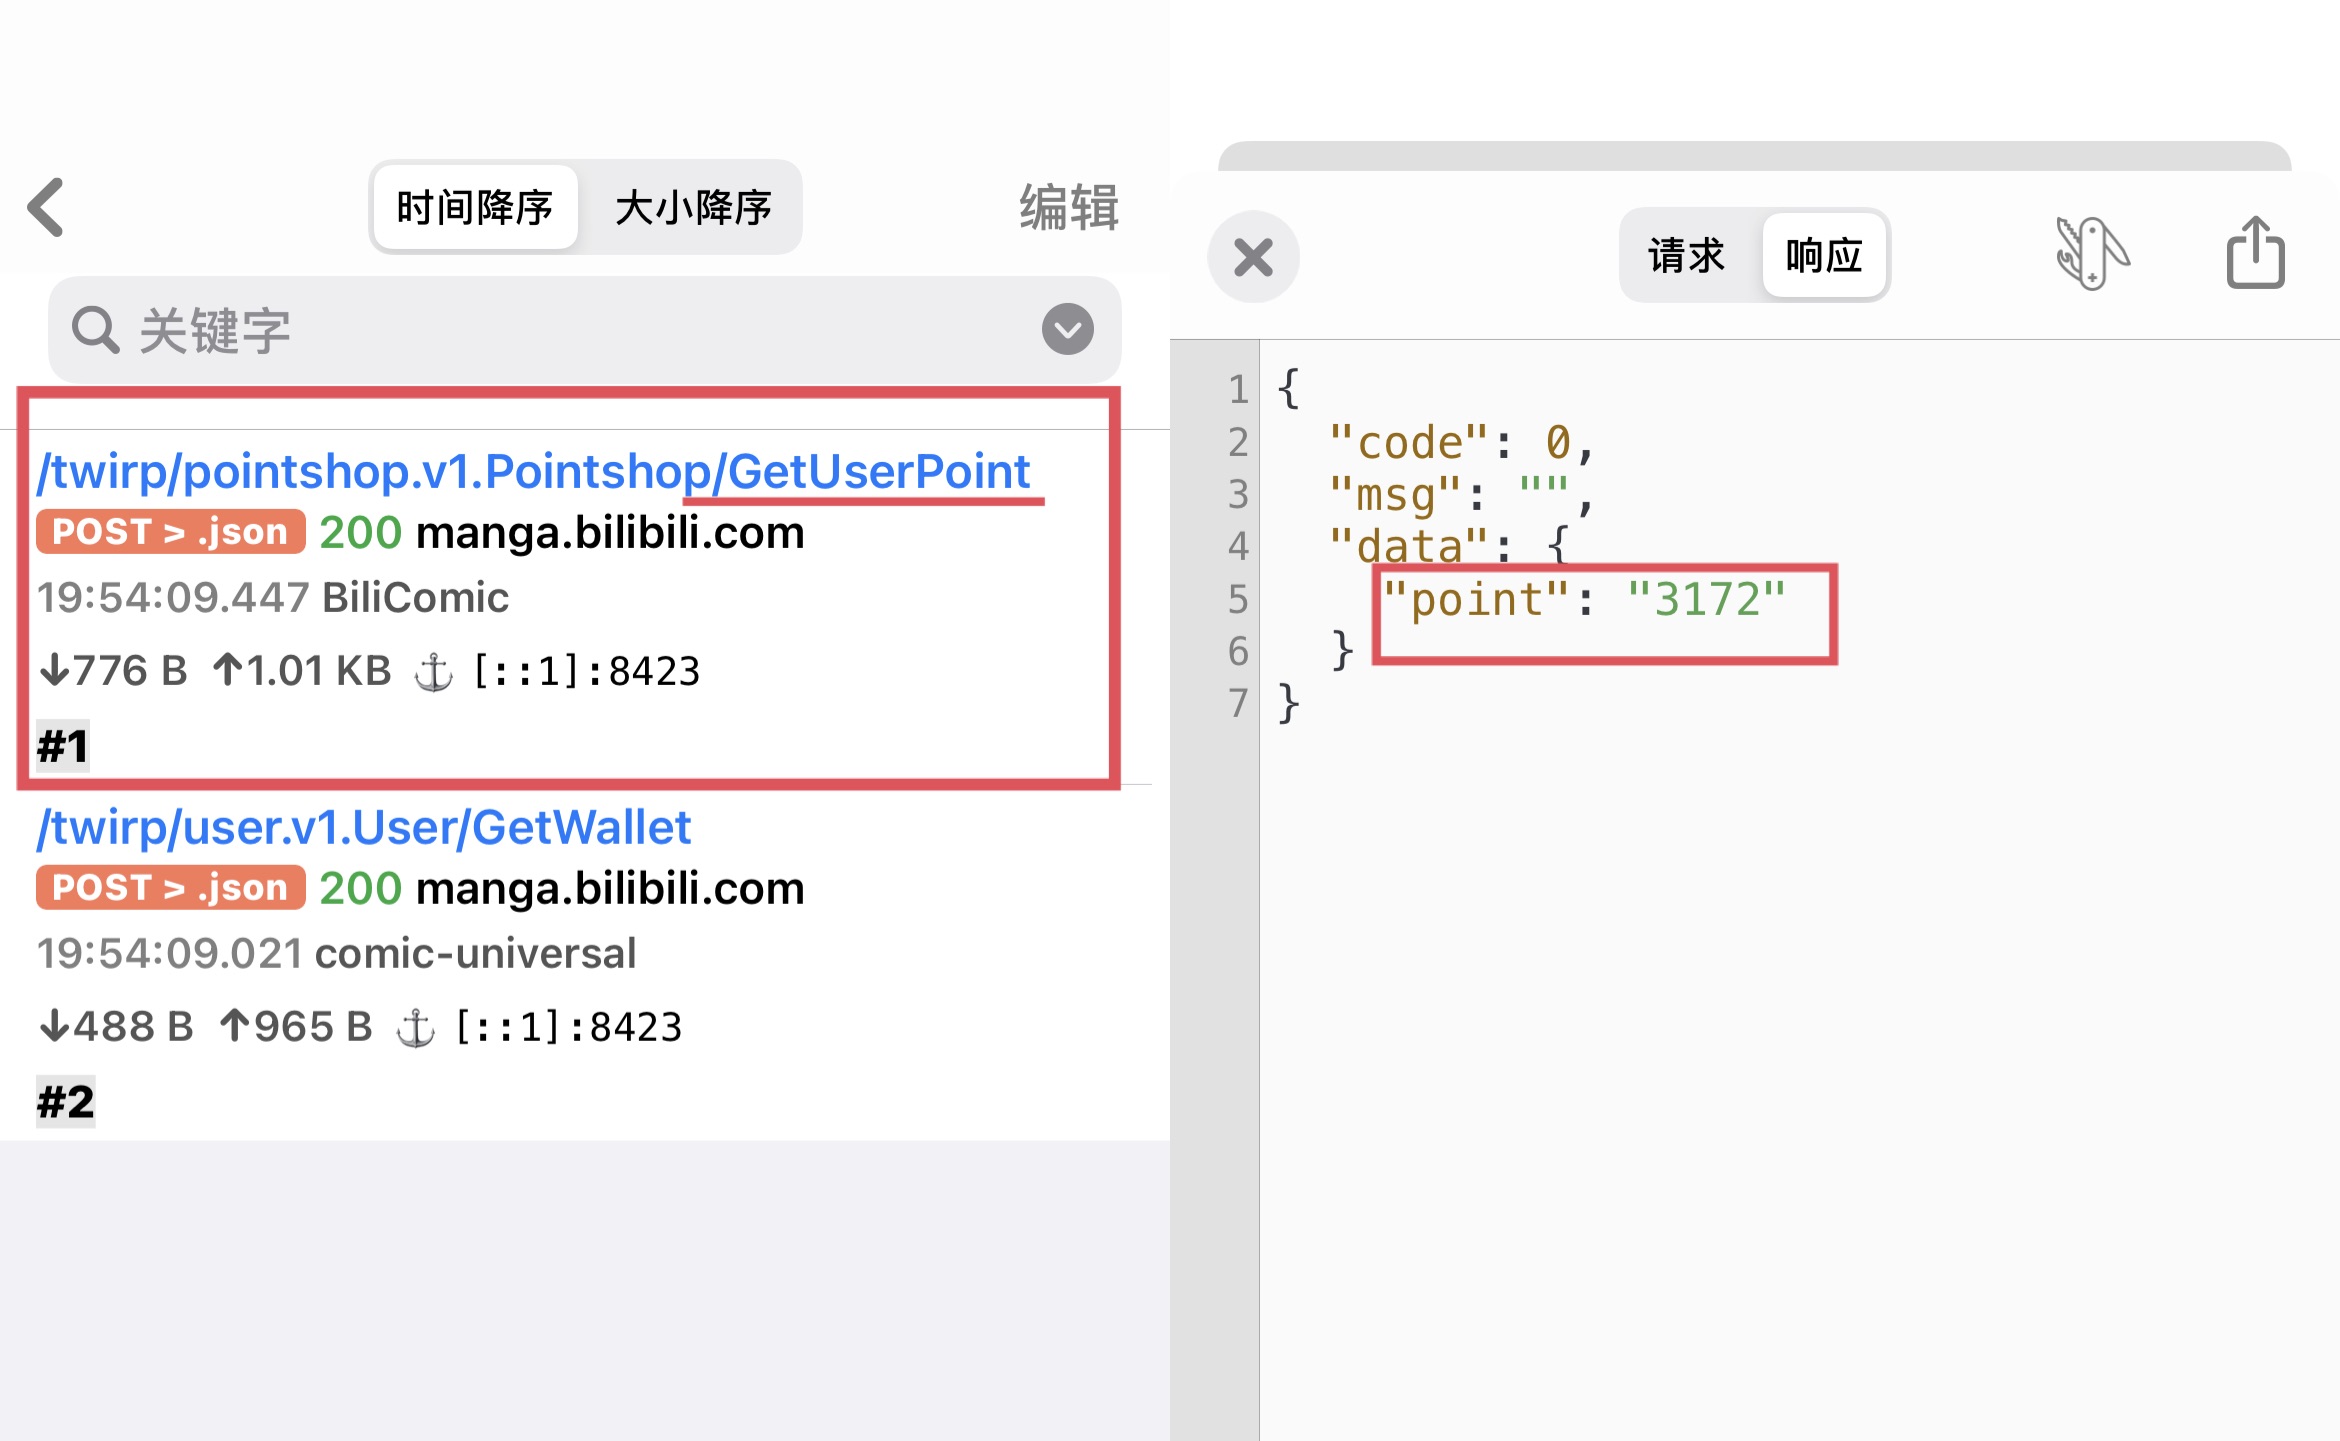 时间降序 大小降序 编辑
关键字
/twirp/pointshop.v1.Pointshop/GetUserPoint
POST > .json 200 manga.bilibili.com
19:54:09.447 BiliComic
↓776 B ↑1.01 KB ⚓ [::1]:8423
#1
/twirp/user.v1.User/GetWallet
POST > .json 200 manga.bilibili.com
19:54:09.021 comic-universal
↓488 B ↑965 B ⚓ [::1]:8423
#2
请求 响应
1 {
2 "code": 0,
3 "msg": "",
4 "data": {
5 "point": "3172"
6 }
7 }